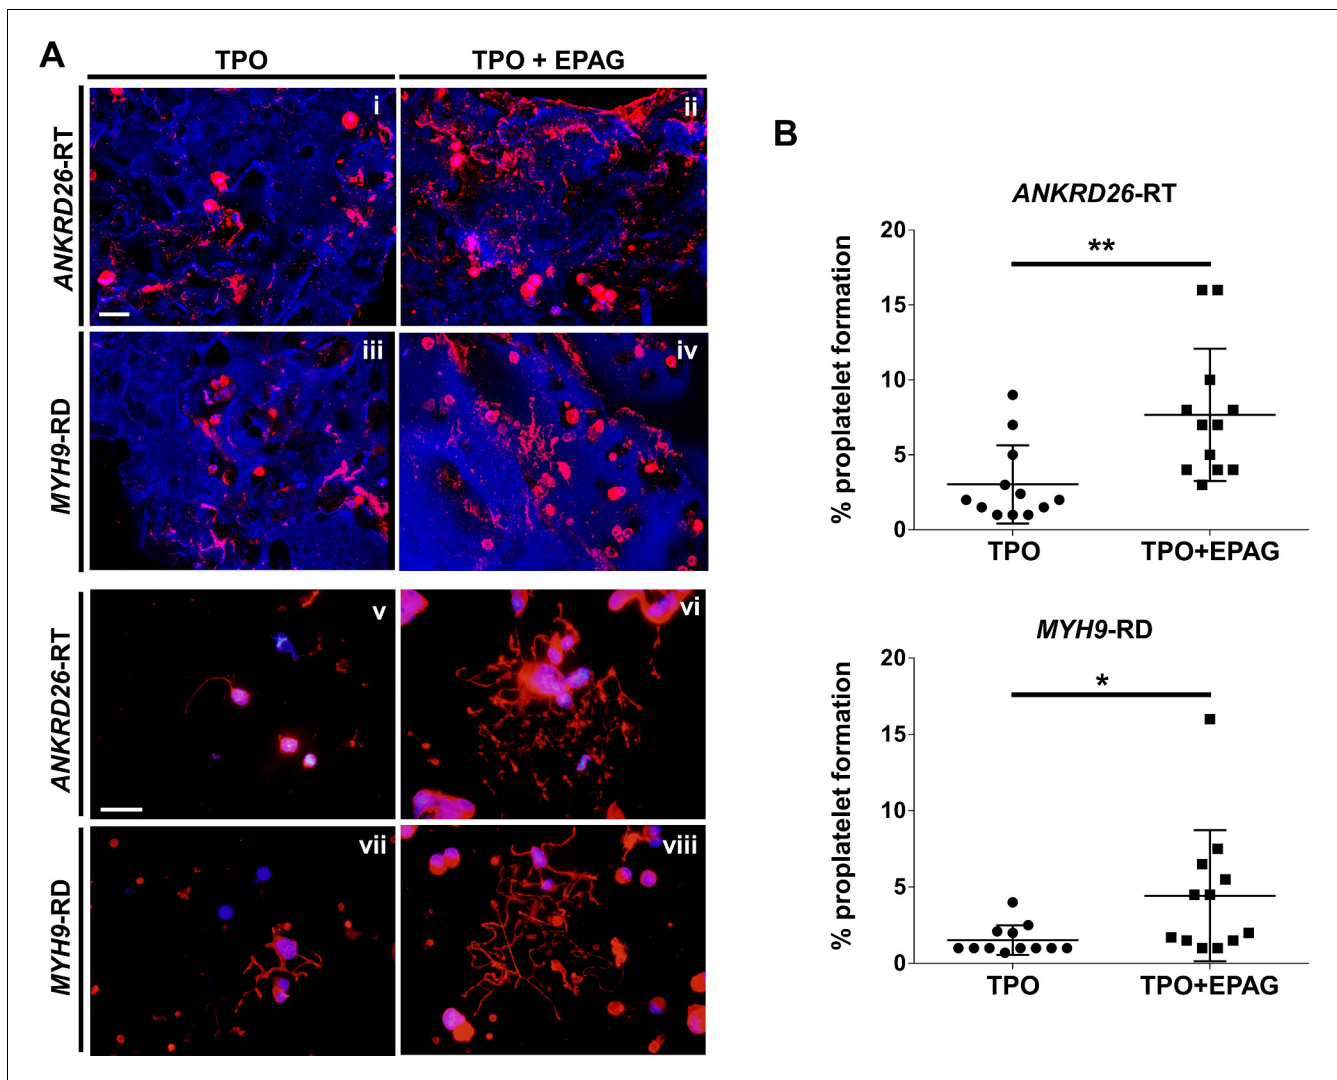 A
TPO
TPO + EPAG
ANKRD26-RT
i
ii
MYH9-RD
iii
iv
ANKRD26-RT
v
vi
MYH9-RD
vii
viii
B
ANKRD26-RT
% proplatelet formation
20
15
10
5
0
**
TPO
TPO+EPAG
MYH9-RD
% proplatelet formation
20
15
10
5
0
*
TPO
TPO+EPAG